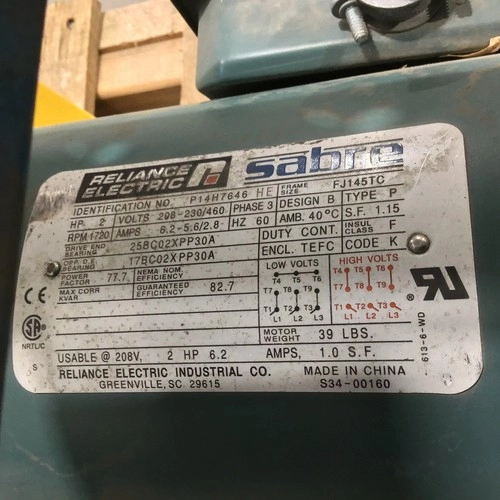 RELIANCE ELECTRIC sabre
IDENTIFICATION NO. P14H7646 HE FRAME SIZE FJ145TC
HP 2 VOLTS 208-230/460 PHASE 3 DESIGN B TYPE P
RPM 1720 AMPS 6.2-5.6/2.8 HZ 60 AMB. 40°C S.F. 1.15
DRIVE END BEARING 25BC02XPP30A DUTY CONT. INSUL CLASS F
OPP. D.E. BEARING 17BC02XPP30A ENCL. TEFC CODE K
POWER FACTOR 77.7 NEMA NOM. EFFICIENCY LOW VOLTS HIGH VOLTS
MAX CORR KVAR GUARANTEED EFFICIENCY 82.7
T4 T5 T6 T4 T5 T6
T7 T8 T9 T7 T8 T9
T1 T2 T3 T1 T2 T3
L1 L2 L3 L1 L2 L3
CE
SA
NRTL/C
S
MOTOR WEIGHT 39 LBS.
USABLE @ 208V, 2 HP 6.2 AMPS, 1.0 S.F.
RELIANCE ELECTRIC INDUSTRIAL CO. MADE IN CHINA
GREENVILLE, SC 29615 S34-00160
613-6-WD